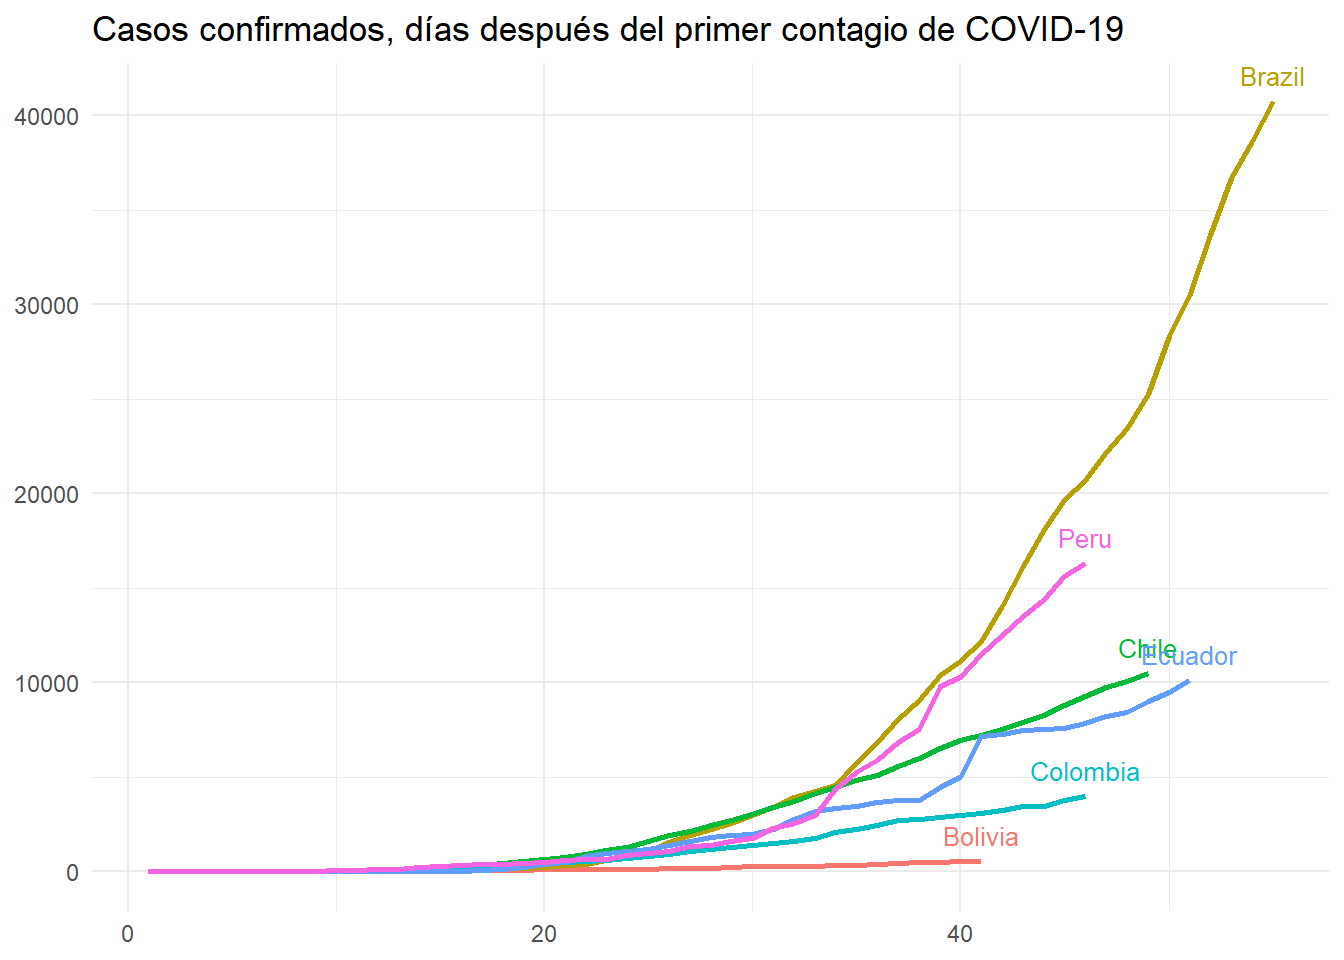 Casos confirmados, días después del primer contagio de COVID-19
Brazil
40000
30000
20000
Peru
Chile
Ecuador
10000
Colombia
Bolivia
0
0 20 40